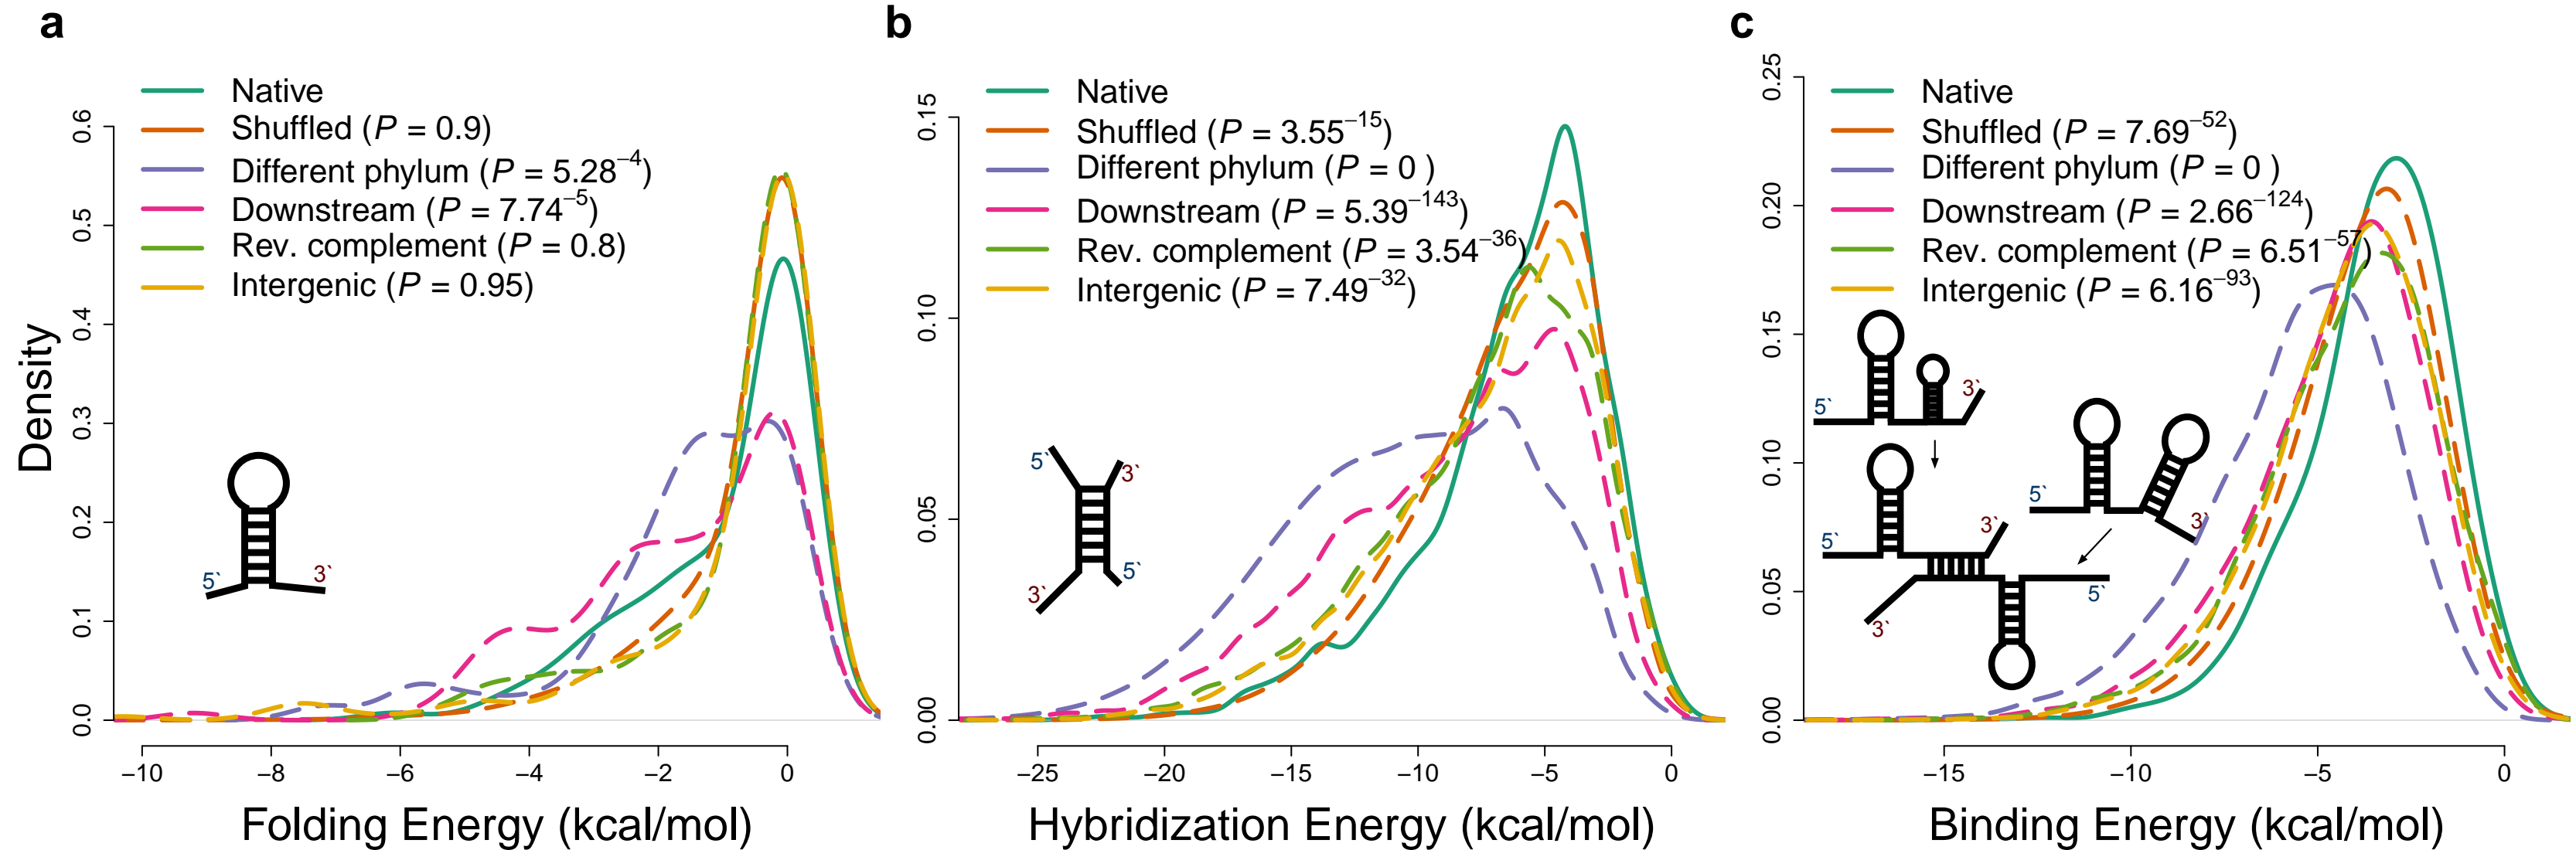 a
Native
Shuffled (P = 0.9)
Different phylum (P = 5.28⁻⁴)
Downstream (P = 7.74⁻⁵)
Rev. complement (P = 0.8)
Intergenic (P = 0.95)
Density
0.6
0.5
0.4
0.3
0.2
0.1
0.0
5` 3`
−10 −8 −6 −4 −2 0
Folding Energy (kcal/mol)
b
Native
Shuffled (P = 3.55⁻¹⁵)
Different phylum (P = 0 )
Downstream (P = 5.39⁻¹⁴³)
Rev. complement (P = 3.54⁻³⁶)
Intergenic (P = 7.49⁻³²)
0.15
0.10
0.05
0.00
5` 3`
3` 5`
−25 −20 −15 −10 −5 0
Hybridization Energy (kcal/mol)
c
Native
Shuffled (P = 7.69⁻⁵²)
Different phylum (P = 0 )
Downstream (P = 2.66⁻¹²⁴)
Rev. complement (P = 6.51⁻⁵⁷)
Intergenic (P = 6.16⁻⁹³)
0.25
0.20
0.15
0.10
0.05
0.00
5` 3`
5` 3`
5` 3`
3` 5`
−15 −10 −5 0
Binding Energy (kcal/mol)